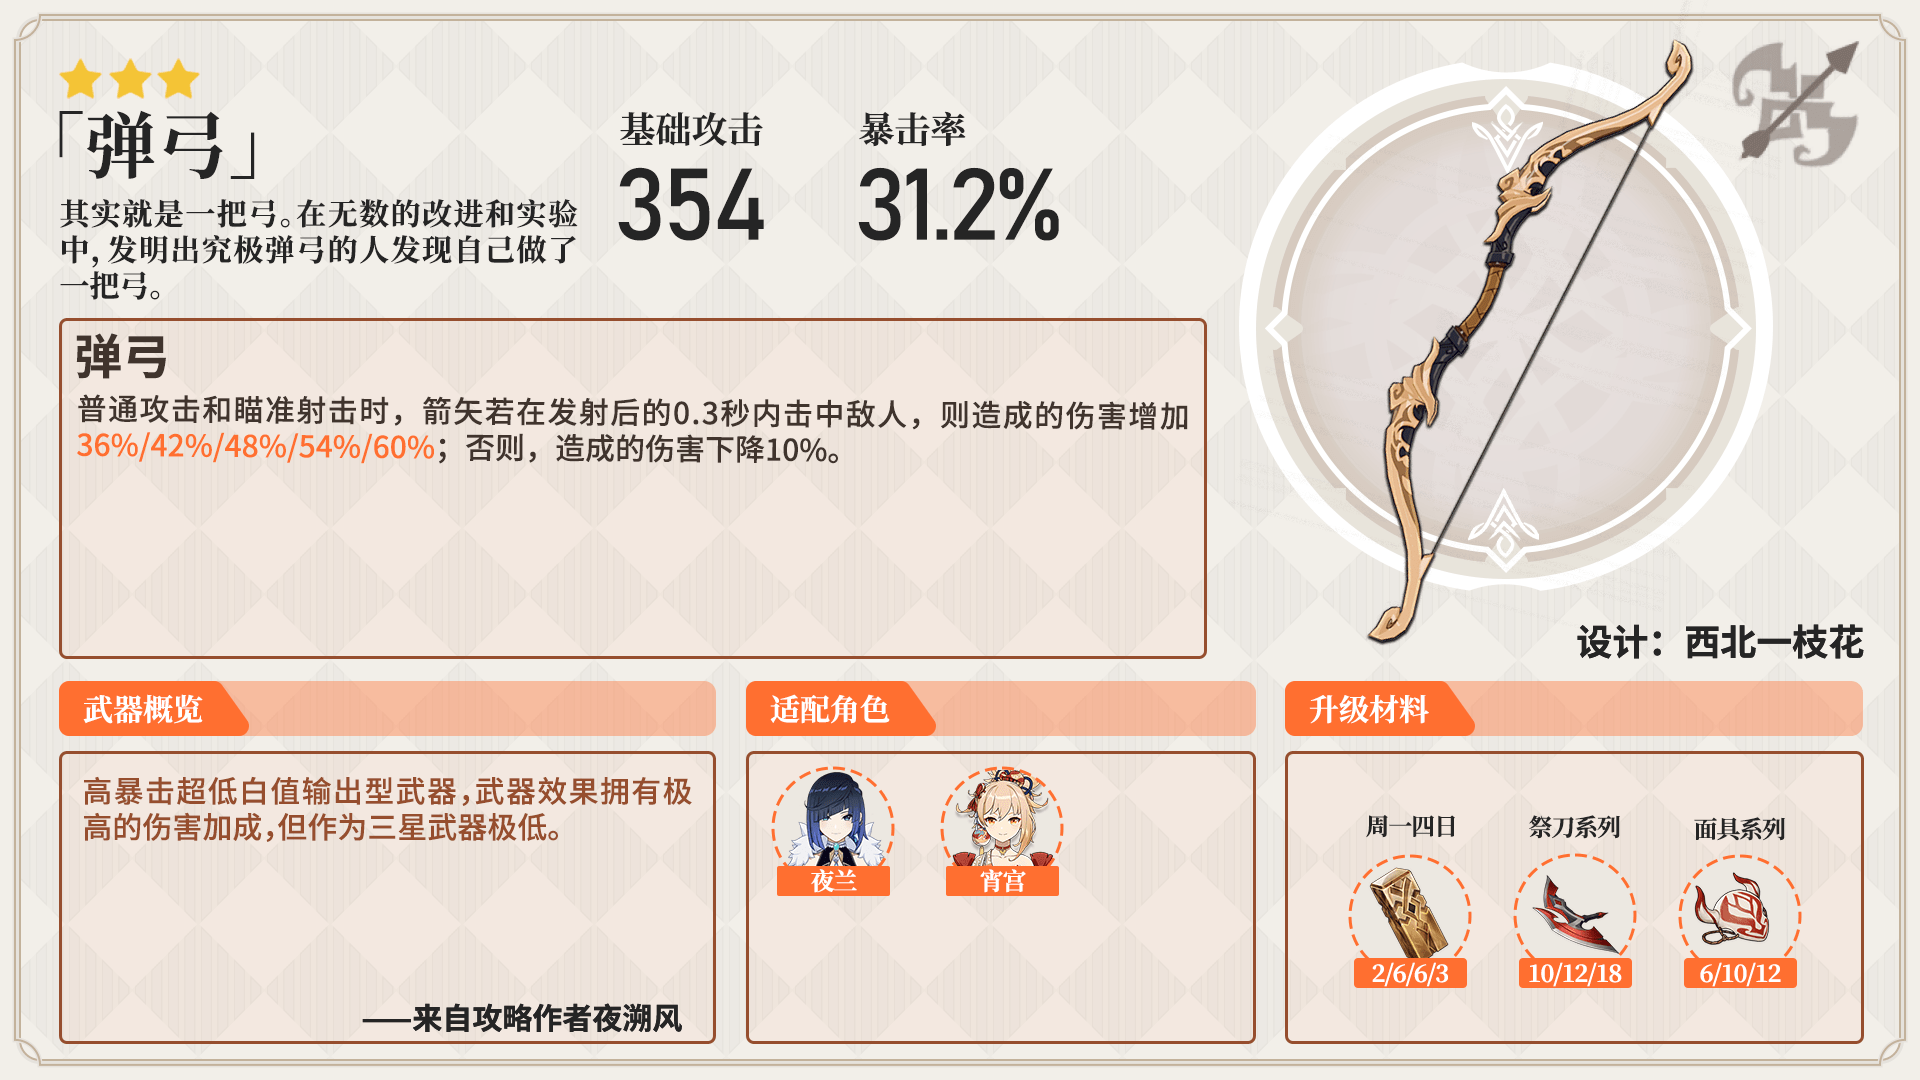 「弹弓」
其实就是一把弓。在无数的改进和实验
中，发明出究极弹弓的人发现自己做了
一把弓。
基础攻击
354
暴击率
31.2%
弹弓
普通攻击和瞄准射击时，箭矢若在发射后的0.3秒内击中敌人，则造成的伤害增加
36%/42%/48%/54%/60%；否则，造成的伤害下降10%。
设计：西北一枝花
武器概览
高暴击超低白值输出型武器，武器效果拥有极
高的伤害加成，但作为三星武器极低。
——来自攻略作者夜溯风
适配角色
夜兰
宵宫
升级材料
周一四日
2/6/6/3
祭刀系列
10/12/18
面具系列
6/10/12